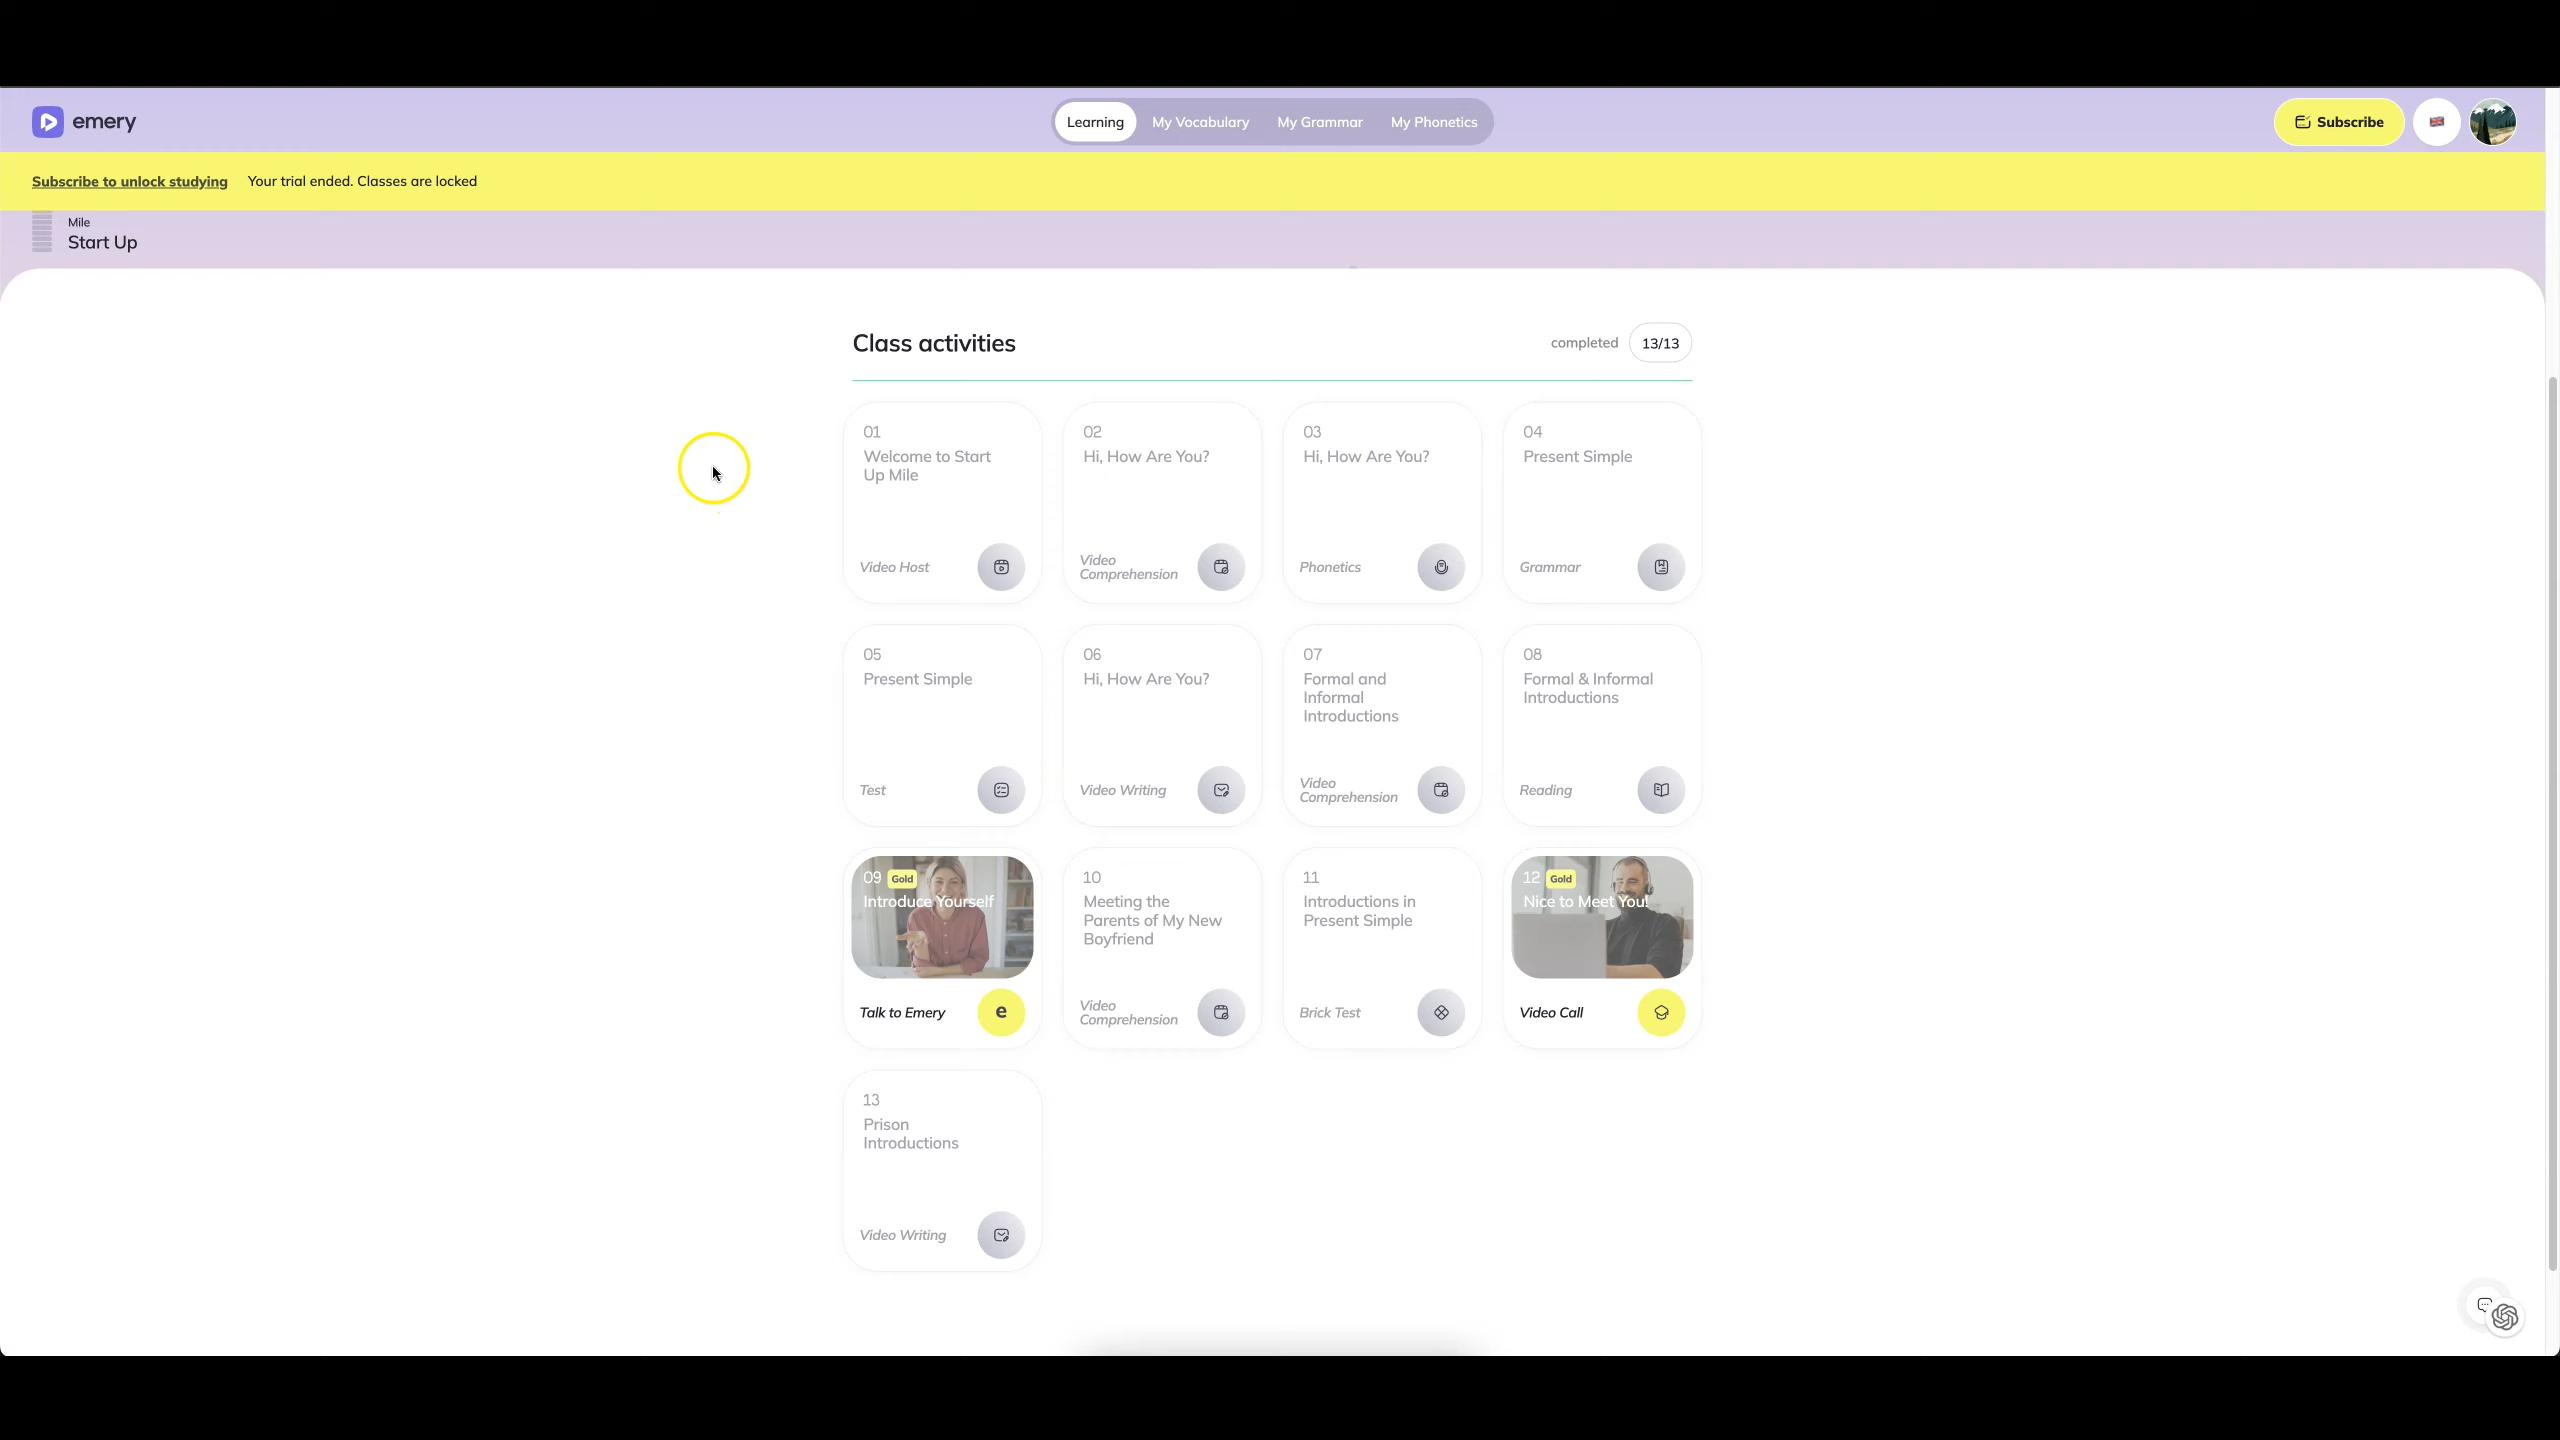 emery
Learning
My Vocabulary
My Grammar
My Phonetics
Subscribe
Subscribe to unlock studying
Your trial ended. Classes are locked
Mile
Start Up
Class activities
completed
13/13
01
Welcome to Start
Up Mile
Video Host
02
Hi, How Are You?
Video
Comprehension
03
Hi, How Are You?
Phonetics
04
Present Simple
Grammar
05
Present Simple
Test
06
Hi, How Are You?
Video Writing
07
Formal and
Informal
Introductions
Video
Comprehension
08
Formal & Informal
Introductions
Reading
09 Gold
Introduce Yourself
Talk to Emery
e
10
Meeting the
Parents of My New
Boyfriend
Video
Comprehension
11
Introductions in
Present Simple
Brick Test
12 Gold
Nice to Meet You!
Video Call
13
Prison
Introductions
Video Writing